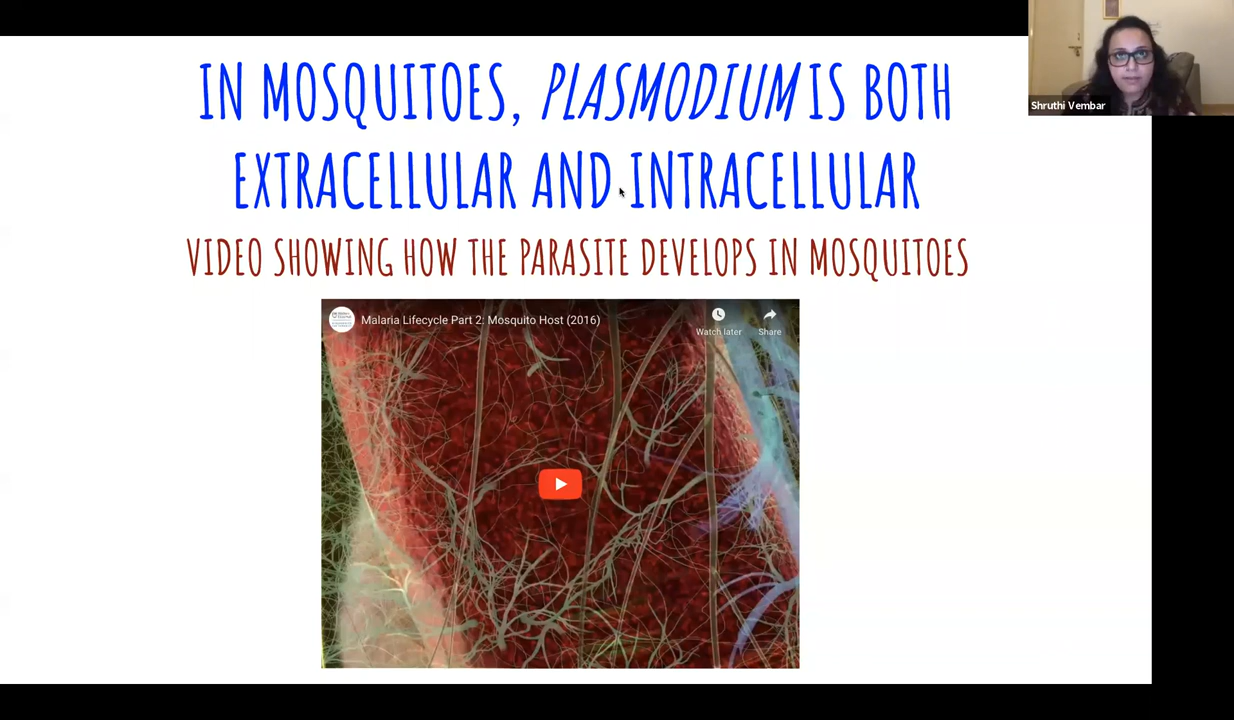 IN MOSQUITOES, PLASMODIUM IS BOTH
EXTRACELLULAR AND INTRACELLULAR
VIDEO SHOWING HOW THE PARASITE DEVELOPS IN MOSQUITOES
Malaria Lifecycle Part 2: Mosquito Host (2016)
Watch later
Share
Shruthi Vembar